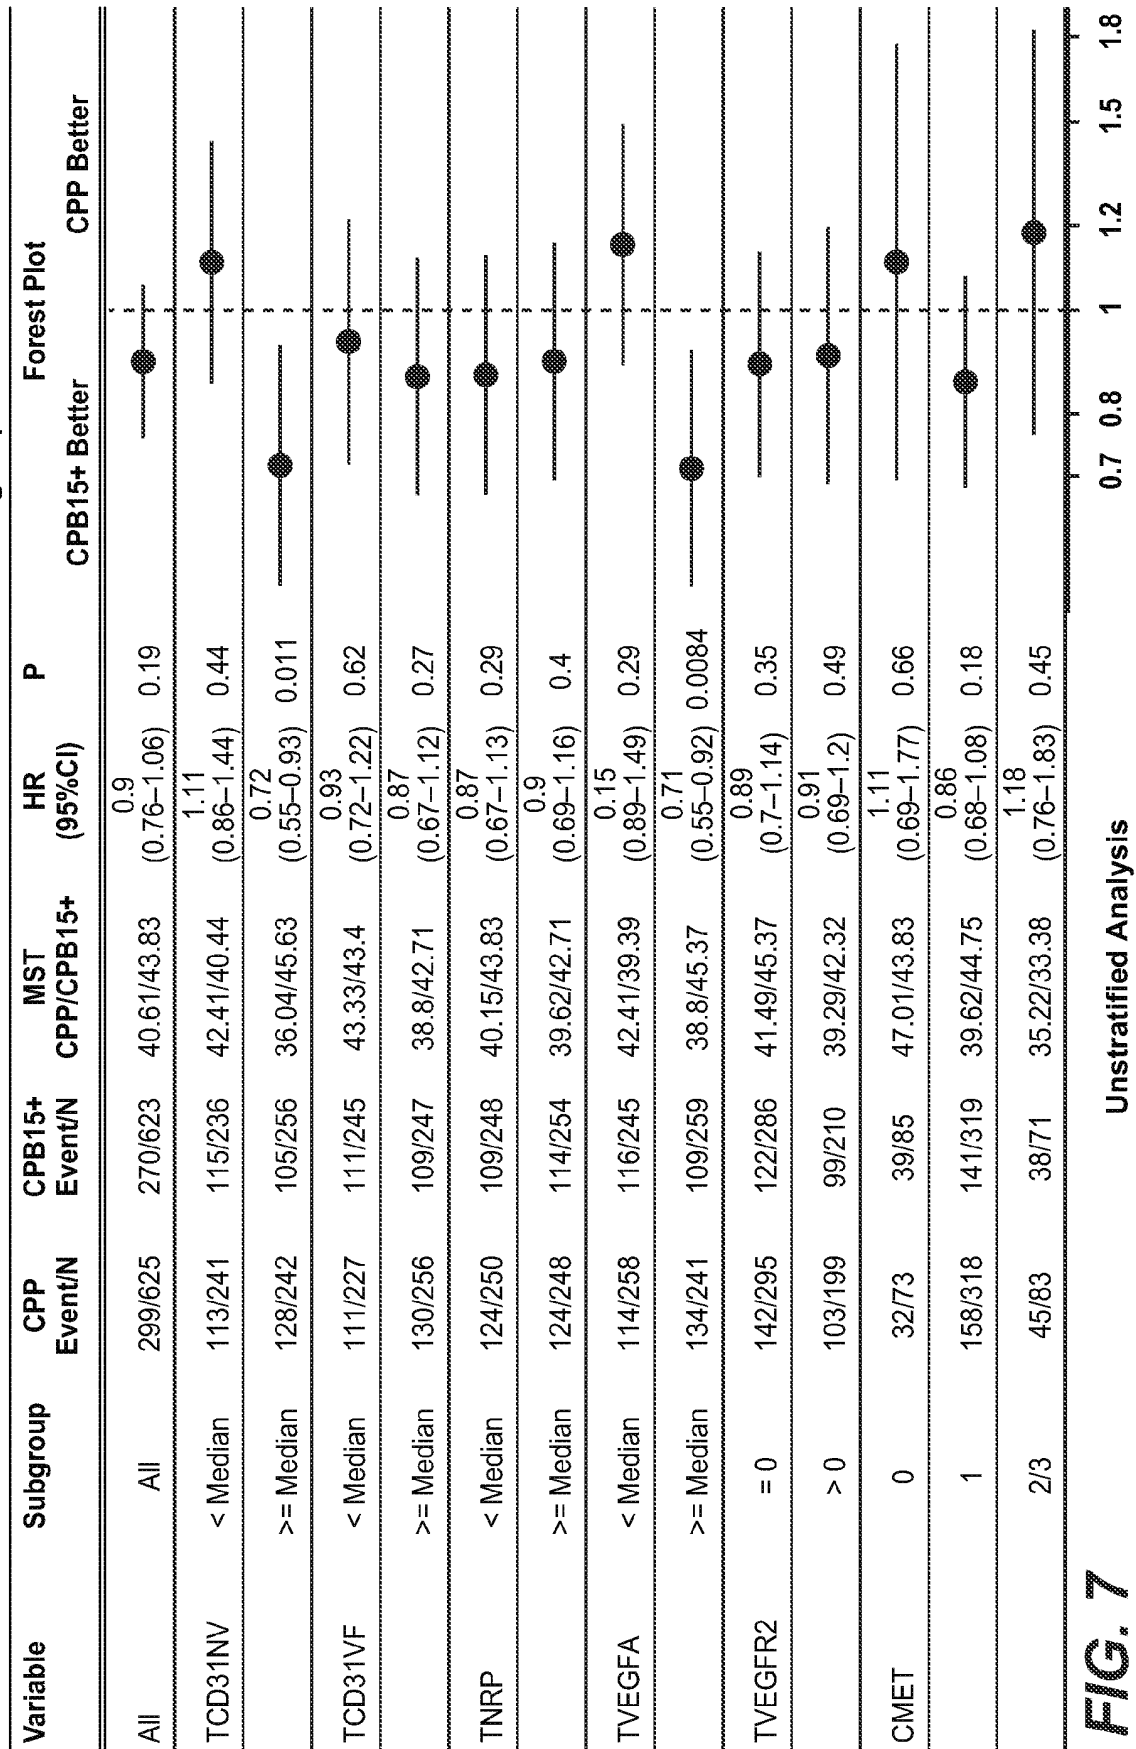 Forest Plot
Variable Subgroup CPP Event/N CPB15+ Event/N MST CPP/CPB15+ HR (95%CI) P CPB15+ Better CPP Better
All All 299/625 270/623 40.61/43.83 0.9 (0.76–1.06) 0.19
TCD31NV < Median 113/241 115/236 42.41/40.44 1.11 (0.86–1.44) 0.44
>= Median 128/242 105/256 36.04/45.63 0.72 (0.55–0.93) 0.011
TCD31VF < Median 111/227 111/245 43.33/43.4 0.93 (0.72–1.22) 0.62
>= Median 130/256 109/247 38.8/42.71 0.87 (0.67–1.12) 0.27
TNRP < Median 124/250 109/248 40.15/43.83 0.87 (0.67–1.13) 0.29
>= Median 124/248 114/254 39.62/42.71 0.9 (0.69–1.16) 0.4
TVEGFA < Median 114/258 116/245 42.41/39.39 0.15 (0.89–1.49) 0.29
>= Median 134/241 109/259 38.8/45.37 0.71 (0.55–0.92) 0.0084
TVEGFR2 = 0 142/295 122/286 41.49/45.37 0.89 (0.7–1.14) 0.35
> 0 103/199 99/210 39.29/42.32 0.91 (0.69–1.2) 0.49
CMET 0 32/73 39/85 47.01/43.83 1.11 (0.69–1.77) 0.66
1 158/318 141/319 39.62/44.75 0.86 (0.68–1.08) 0.18
2/3 45/83 38/71 35.22/33.38 1.18 (0.76–1.83) 0.45
0.7 0.8 1 1.2 1.5 1.8
Unstratified Analysis
FIG. 7